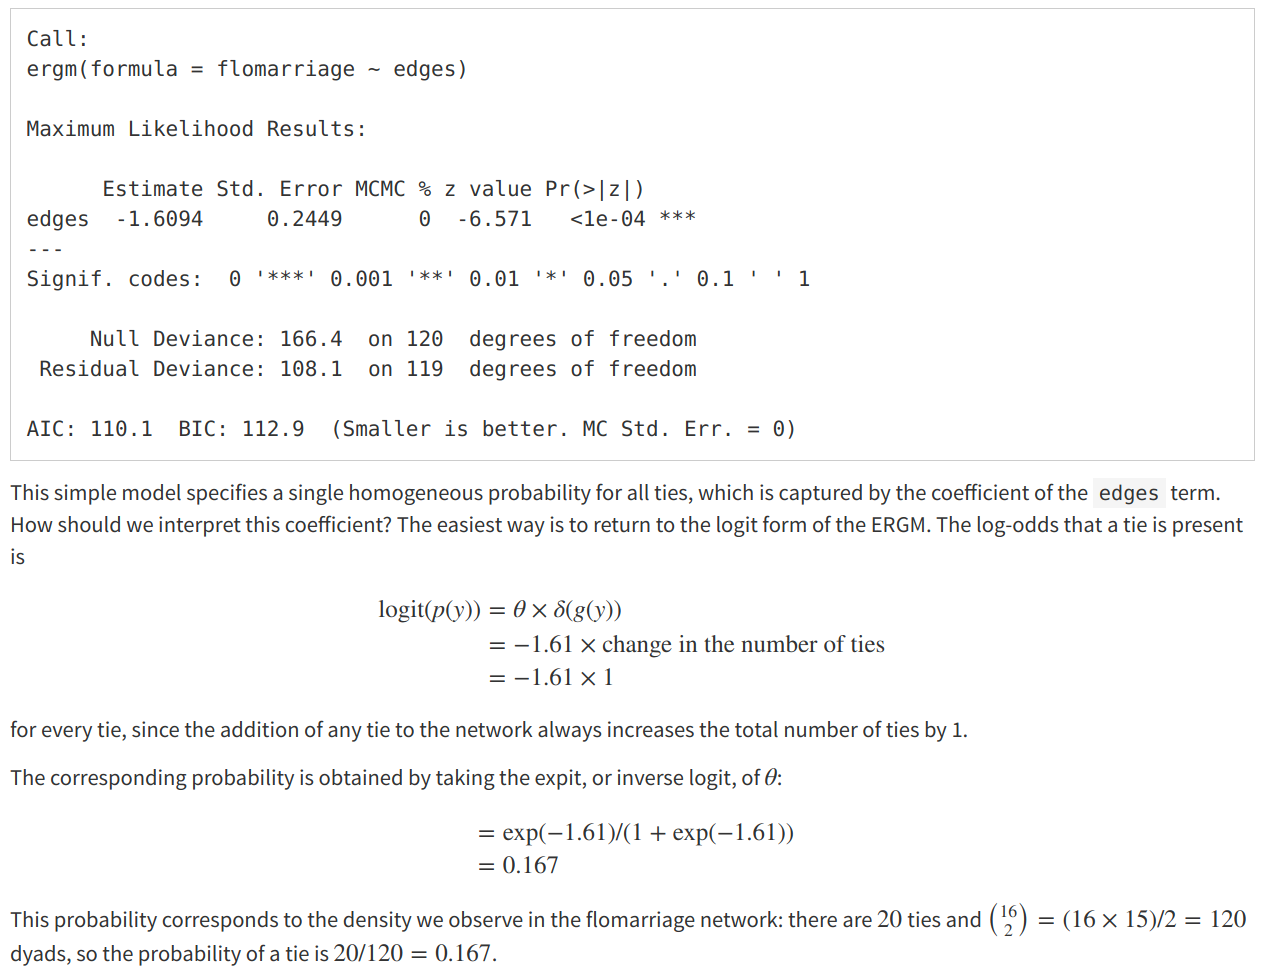 Call:
ergm(formula = flomarriage ~ edges)
Maximum Likelihood Results:
Estimate Std. Error MCMC % z value Pr(>|z|)
edges -1.6094 0.2449 0 -6.571 <1e-04 ***
---
Signif. codes: 0 '***' 0.001 '**' 0.01 '*' 0.05 '.' 0.1 ' ' 1
Null Deviance: 166.4 on 120 degrees of freedom
Residual Deviance: 108.1 on 119 degrees of freedom
AIC: 110.1 BIC: 112.9 (Smaller is better. MC Std. Err. = 0)
This simple model specifies a single homogeneous probability for all ties, which is captured by the coefficient of the edges term.
How should we interpret this coefficient? The easiest way is to return to the logit form of the ERGM. The log-odds that a tie is present
is
logit(p(y)) = θ × δ(g(y))
= −1.61 × change in the number of ties
= −1.61 × 1
for every tie, since the addition of any tie to the network always increases the total number of ties by 1.
The corresponding probability is obtained by taking the expit, or inverse logit, of θ:
= exp(−1.61)/(1 + exp(−1.61))
= 0.167
This probability corresponds to the density we observe in the flomarriage network: there are 20 ties and (16 2) = (16 × 15)/2 = 120
dyads, so the probability of a tie is 20/120 = 0.167.